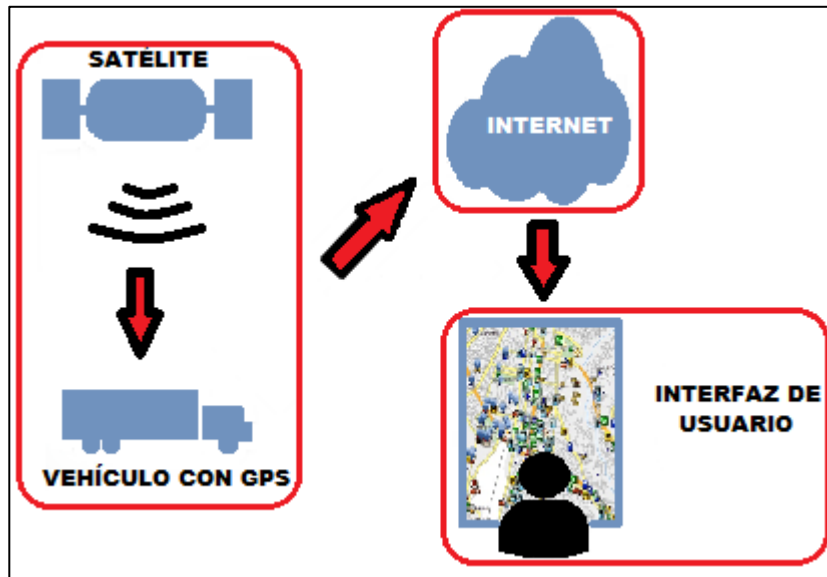 SATÉLITE
VEHÍCULO CON GPS
INTERNET
INTERFAZ DE
USUARIO